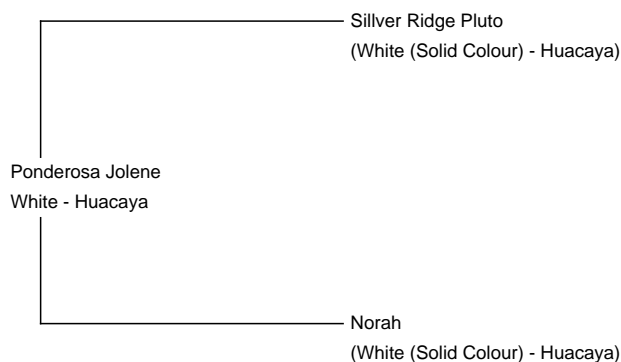 Sillver Ridge Pluto
(White (Solid Colour) - Huacaya)
Ponderosa Jolene
White - Huacaya
Norah
(White (Solid Colour) - Huacaya)